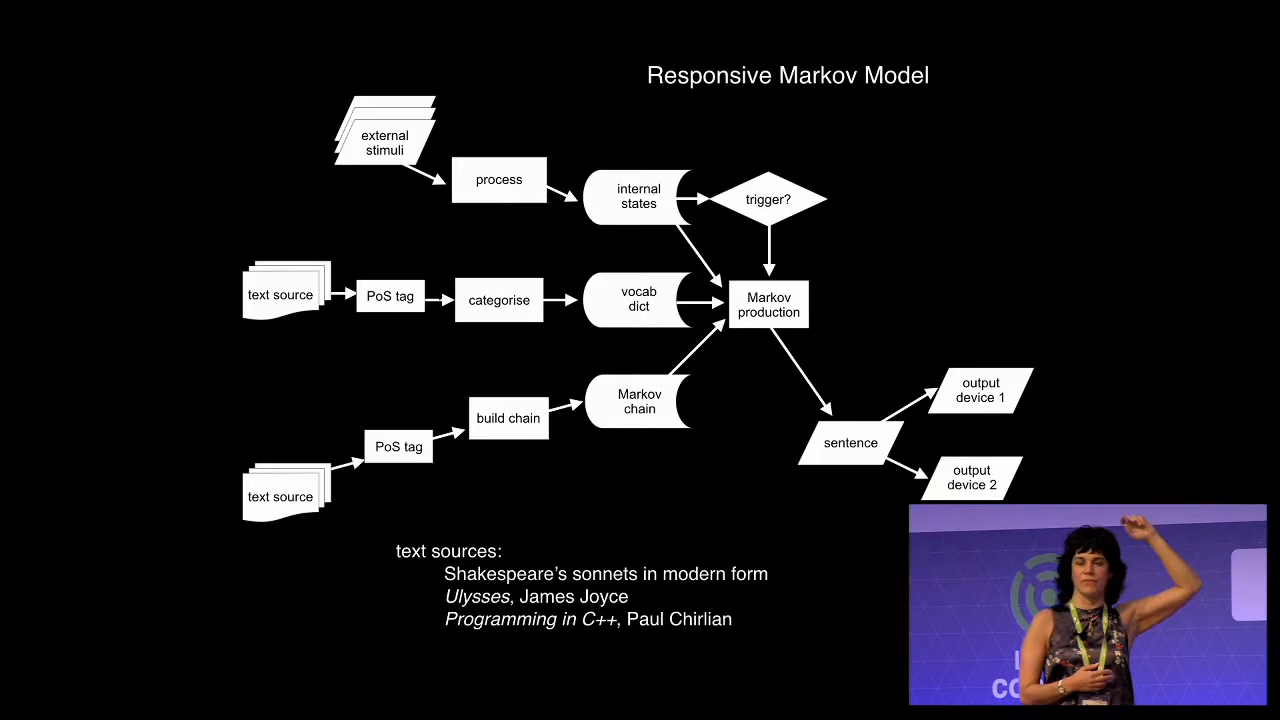 Responsive Markov Model
external
stimuli
process
internal
states
trigger?
text source
PoS tag
categorise
vocab
dict
Markov
production
text source
PoS tag
build chain
Markov
chain
sentence
output
device 1
output
device 2
text sources:
Shakespeare's sonnets in modern form
Ulysses, James Joyce
Programming in C++, Paul Chirlian